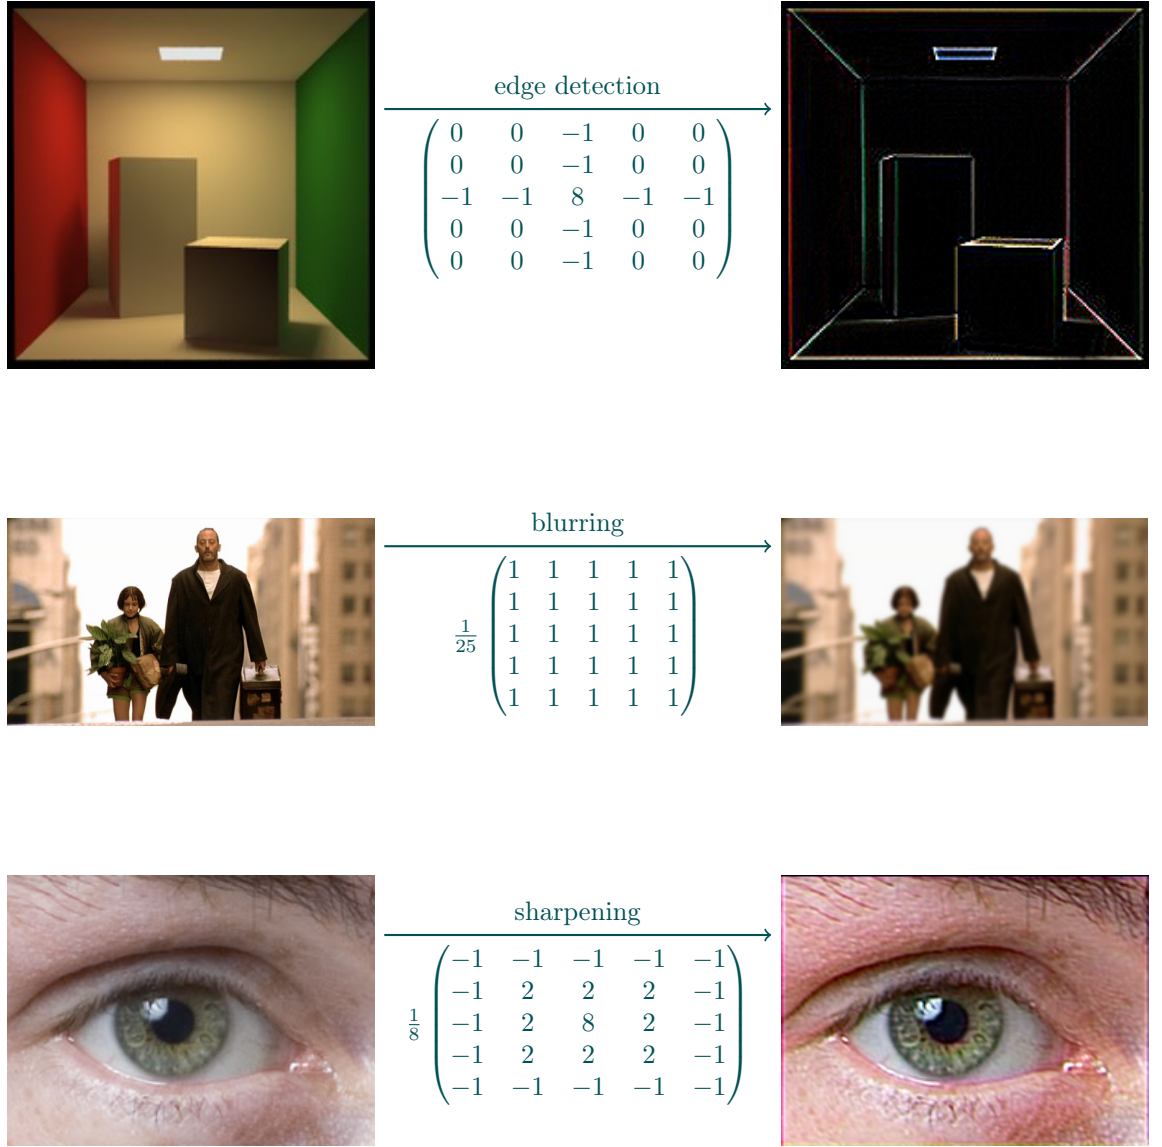 edge detection
0 0 −1 0 0
0 0 −1 0 0
−1 −1 8 −1 −1
0 0 −1 0 0
0 0 −1 0 0
blurring
1/25
1 1 1 1 1
1 1 1 1 1
1 1 1 1 1
1 1 1 1 1
1 1 1 1 1
sharpening
1/8
−1 −1 −1 −1 −1
−1 2 2 2 −1
−1 2 8 2 −1
−1 2 2 2 −1
−1 −1 −1 −1 −1